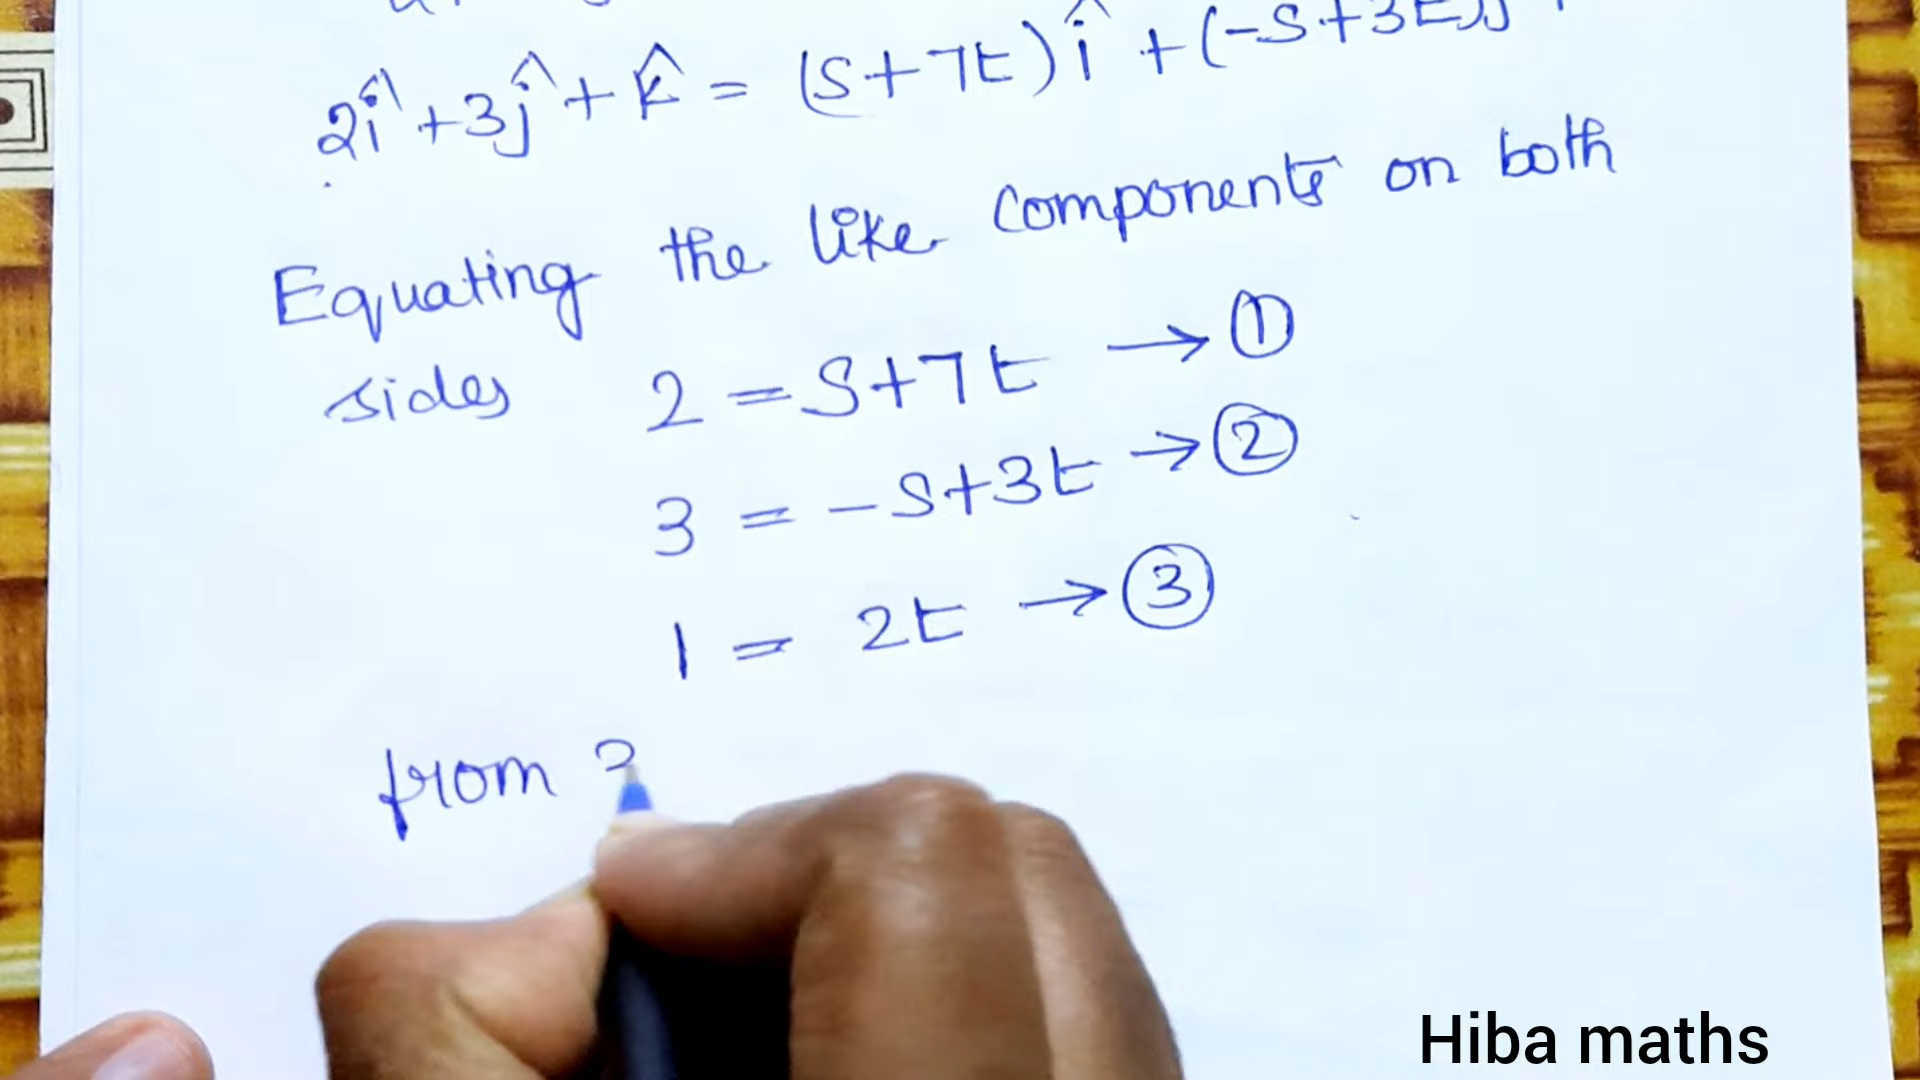 2î + 3ĵ + k̂ = (s+7t) î + (-s+3t)ĵ +
Equating the like components on both
sides 2 = s+7t → ①
3 = -s+3t → ②
1 = 2t → ③
from
Hiba maths